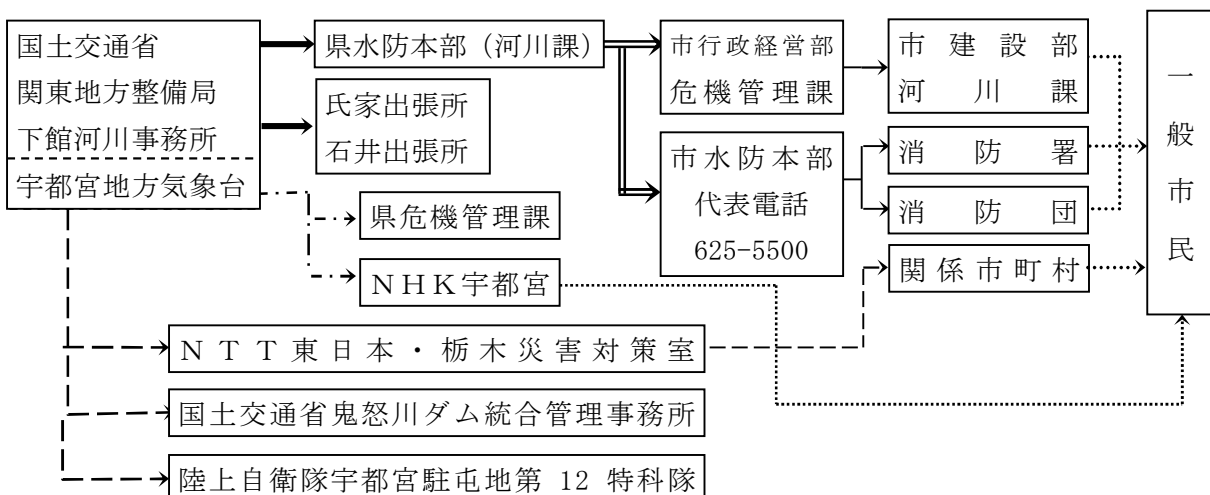 国土交通省
関東地方整備局
下館河川事務所
宇都宮地方気象台
県水防本部（河川課）
氏家出張所
石井出張所
県危機管理課
ＮＨＫ宇都宮
市行政経営部
危機管理課
市水防本部
代表電話
625-5500
市建設部
河川課
消防署
消防団
関係市町村
一般市民
ＮＴＴ東日本・栃木災害対策室
国土交通省鬼怒川ダム統合管理事務所
陸上自衛隊宇都宮駐屯地第 12 特科隊